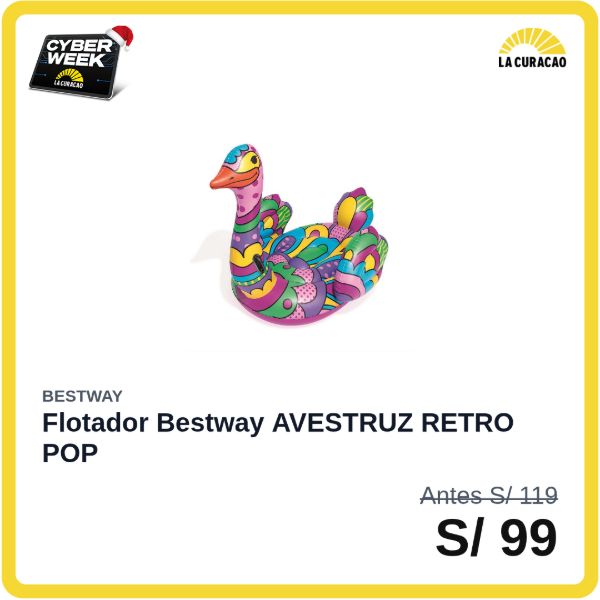 CYBER
WEEK
LA CURACAO
LA CURACAO
BESTWAY
Flotador Bestway AVESTRUZ RETRO
POP
Antes S/ 119
S/ 99